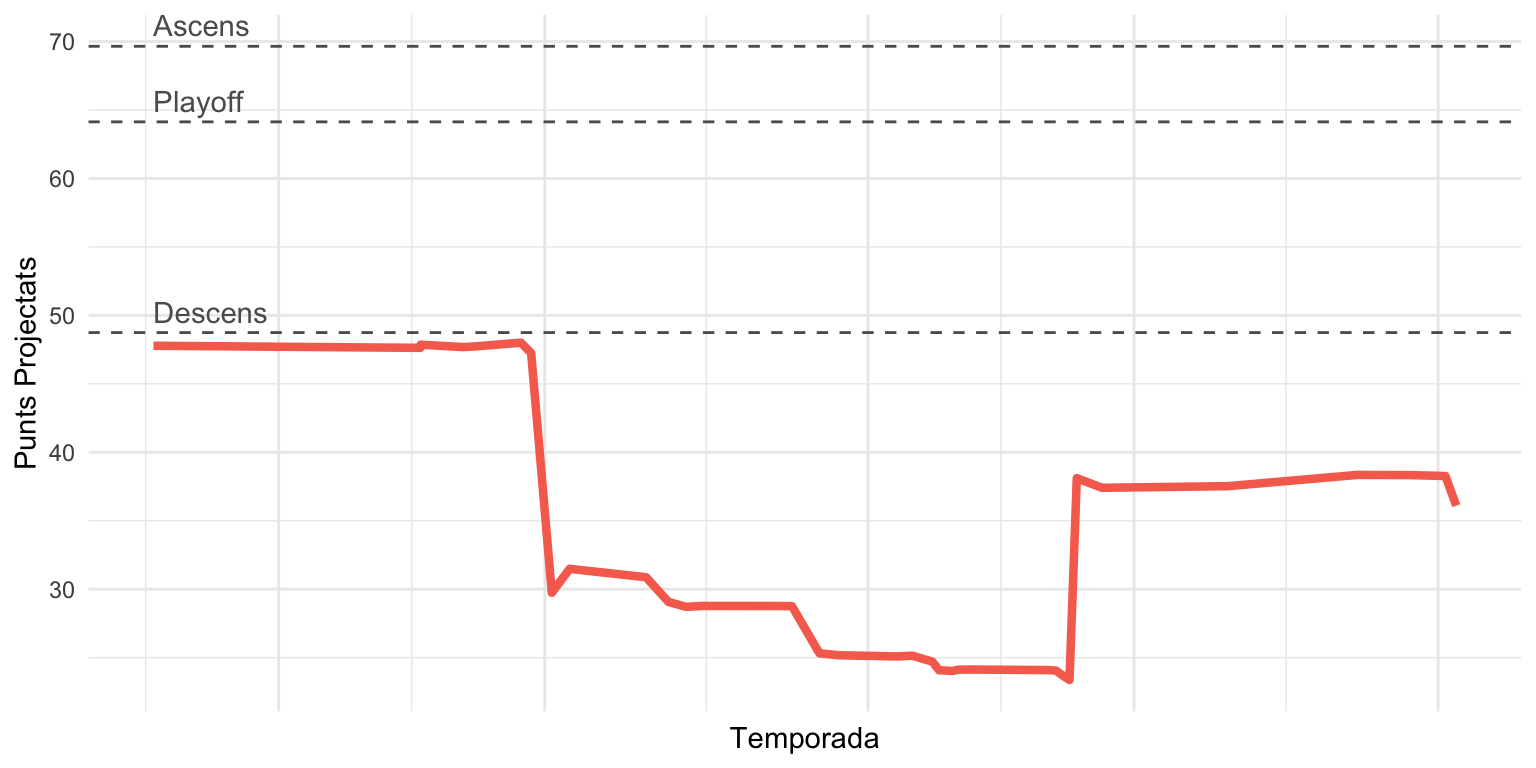 Ascens
70
Playoff
60
Descens
50
40
30
Punts Projectats
Temporada